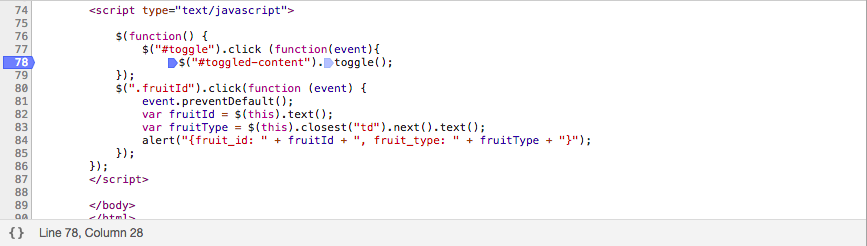 74 <script type="text/javascript">
75
76 $(function() {
77 $("#toggle").click (function(event){
78 $("#toggled-content").toggle();
79 });
80 $(".fruitId").click(function (event) {
81 event.preventDefault();
82 var fruitId = $(this).text();
83 var fruitType = $(this).closest("td").next().text();
84 alert("{fruit_id: " + fruitId + ", fruit_type: " + fruitType + "}");
85 });
86 });
87 </script>
88
89 </body>
90 </html>
{} Line 78, Column 28